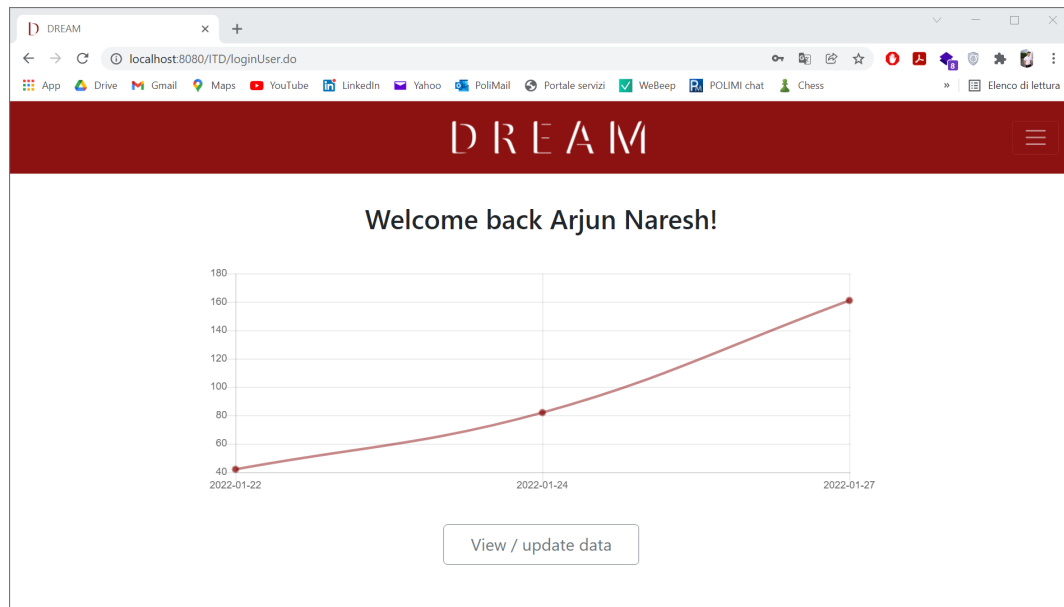 DREAM
localhost:8080/ITD/loginUser.do
8
App Drive Gmail Maps YouTube LinkedIn Yahoo PoliMail Portale servizi WeBeep POLIMI chat Chess » Elenco di lettura
DREAM
Welcome back Arjun Naresh!
180
160
140
120
100
80
60
40
2022-01-22 2022-01-24 2022-01-27
View / update data